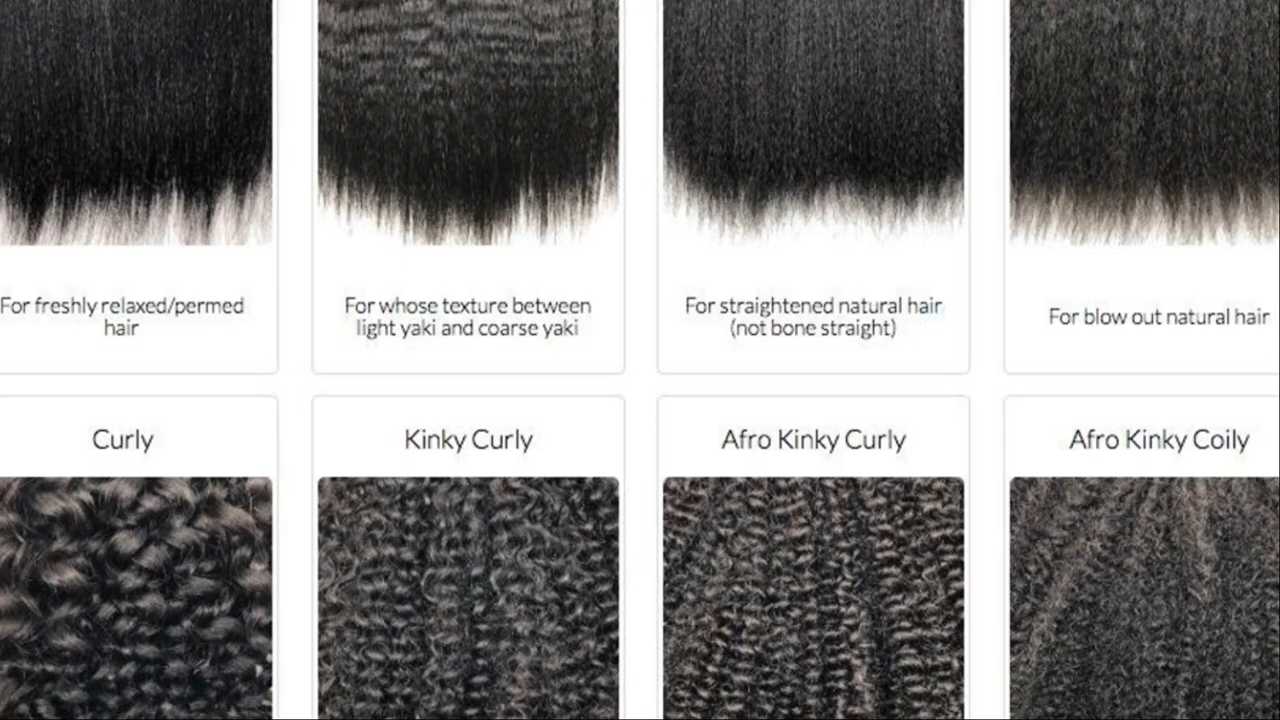 For freshly relaxed/permed
hair
For whose texture between
light yaki and coarse yaki
For straightened natural hair
(not bone straight)
For blow out natural hair
Curly
Kinky Curly
Afro Kinky Curly
Afro Kinky Coily